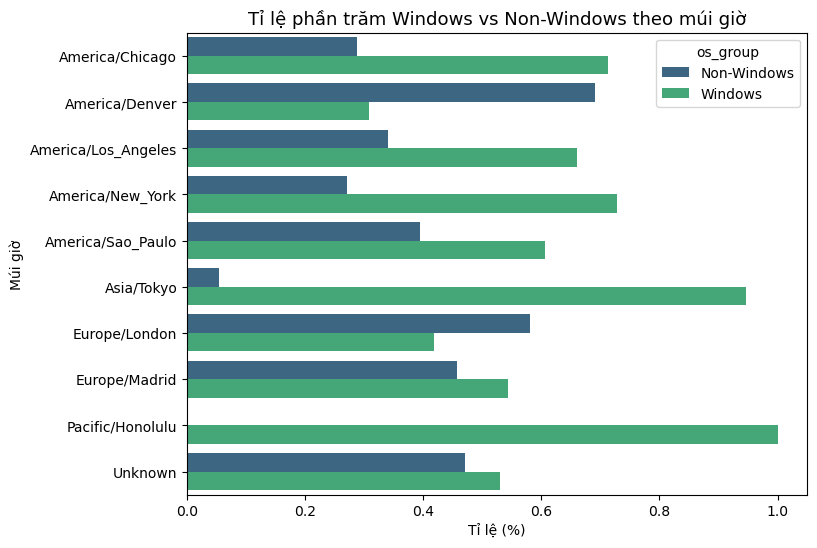 Tỉ lệ phần trăm Windows vs Non-Windows theo múi giờ
os_group
Non-Windows
Windows
Múi giờ
America/Chicago
America/Denver
America/Los_Angeles
America/New_York
America/Sao_Paulo
Asia/Tokyo
Europe/London
Europe/Madrid
Pacific/Honolulu
Unknown
0.0 0.2 0.4 0.6 0.8 1.0
Tỉ lệ (%)